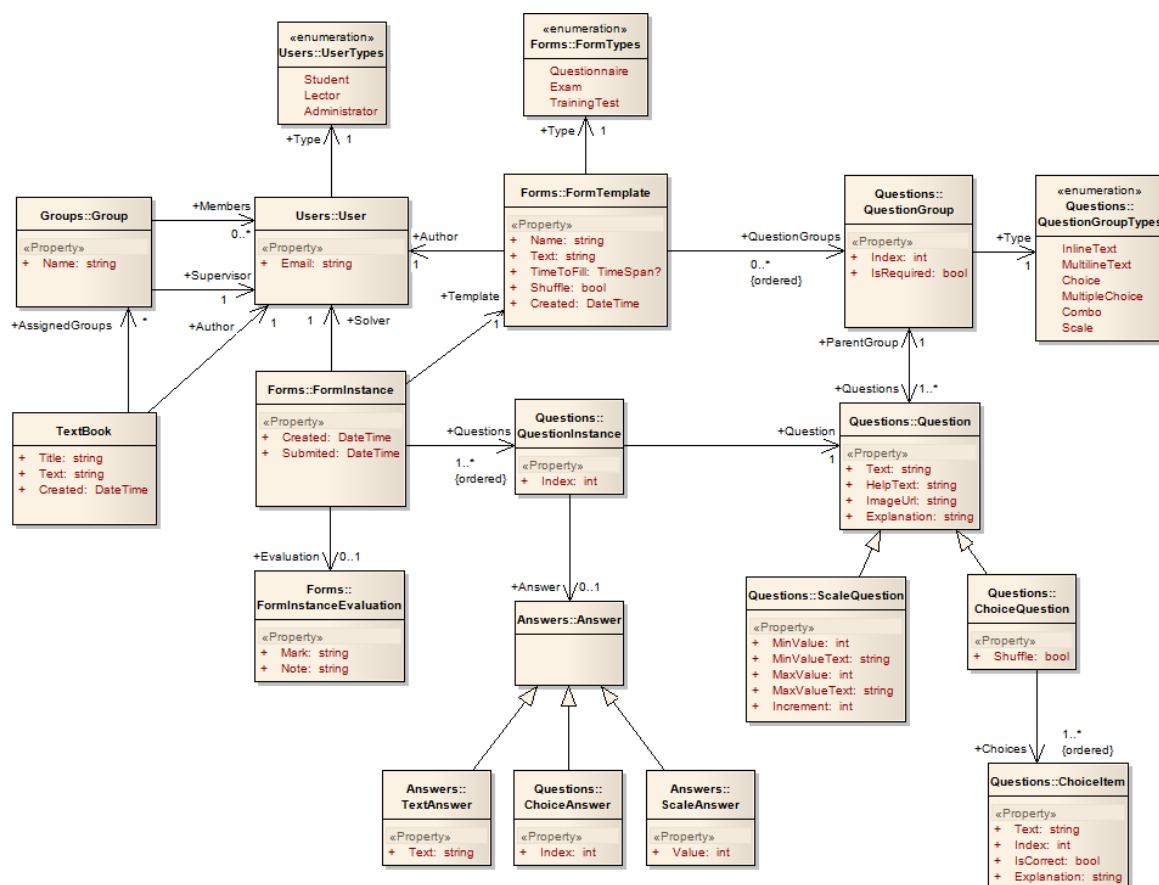 «enumeration»
Users::UserTypes
Student
Lector
Administrator
«enumeration»
Forms::FormTypes
Questionnaire
Exam
TrainingTest
+Type 1
+Type 1
Groups::Group
«Property»
+ Name: string
+Members
0..*
+Supervisor
1
Users::User
«Property»
+ Email: string
+Author
1
Forms::FormTemplate
«Property»
+ Name: string
+ Text: string
+ TimeToFill: TimeSpan?
+ Shuffle: bool
+ Created: DateTime
+QuestionGroups
0..*
{ordered}
Questions::
QuestionGroup
«Property»
+ Index: int
+ IsRequired: bool
+Type
1
«enumeration»
Questions::
QuestionGroupTypes
InlineText
MultilineText
Choice
MultipleChoice
Combo
Scale
+AssignedGroups *
+Author 1
1 +Solver
+Template
1
+ParentGroup 1
+Questions 1..*
TextBook
+ Title: string
+ Text: string
+ Created: DateTime
Forms::FormInstance
«Property»
+ Created: DateTime
+ Submited: DateTime
+Questions
1..*
{ordered}
Questions::
QuestionInstance
«Property»
+ Index: int
+Question
1
Questions::Question
«Property»
+ Text: string
+ HelpText: string
+ ImageUrl: string
+ Explanation: string
+Evaluation 0..1
Forms::
FormInstanceEvaluation
«Property»
+ Mark: string
+ Note: string
+Answer 0..1
Answers::Answer
«Property»
Questions::ScaleQuestion
«Property»
+ MinValue: int
+ MinValueText: string
+ MaxValue: int
+ MaxValueText: string
+ Increment: int
Questions::
ChoiceQuestion
«Property»
+ Shuffle: bool
+Choices
1..*
{ordered}
Answers::
TextAnswer
«Property»
+ Text: string
Questions::
ChoiceAnswer
«Property»
+ Index: int
Answers::
ScaleAnswer
«Property»
+ Value: int
Questions::ChoiceItem
«Property»
+ Text: string
+ Index: int
+ IsCorrect: bool
+ Explanation: string